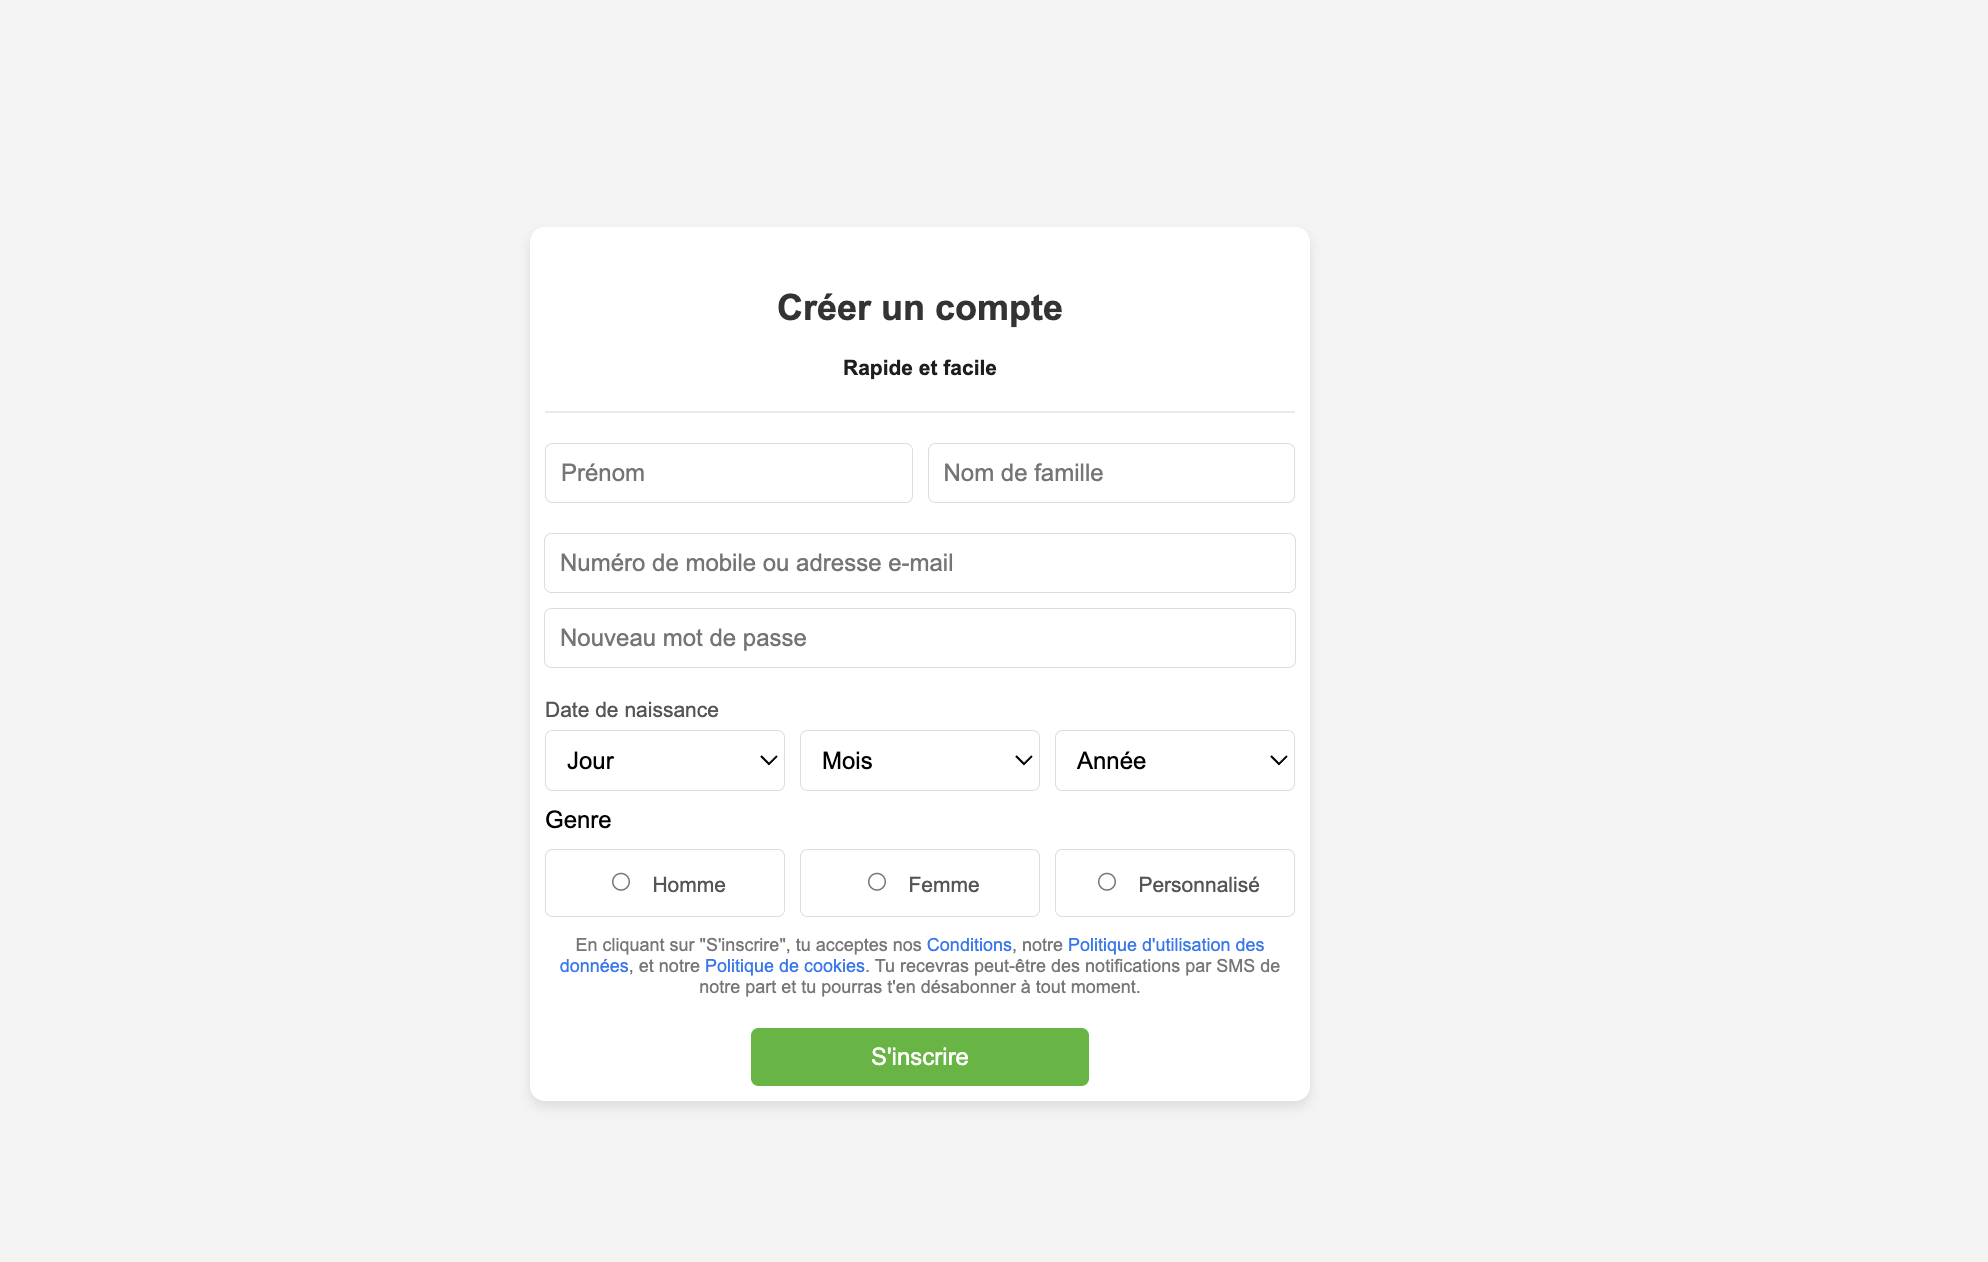 Créer un compte
Rapide et facile
Prénom
Nom de famille
Numéro de mobile ou adresse e-mail
Nouveau mot de passe
Date de naissance
Jour
Mois
Année
Genre
Homme
Femme
Personnalisé
En cliquant sur "S'inscrire", tu acceptes nos Conditions, notre Politique d'utilisation des
données, et notre Politique de cookies. Tu recevras peut-être des notifications par SMS de
notre part et tu pourras t'en désabonner à tout moment.
S'inscrire